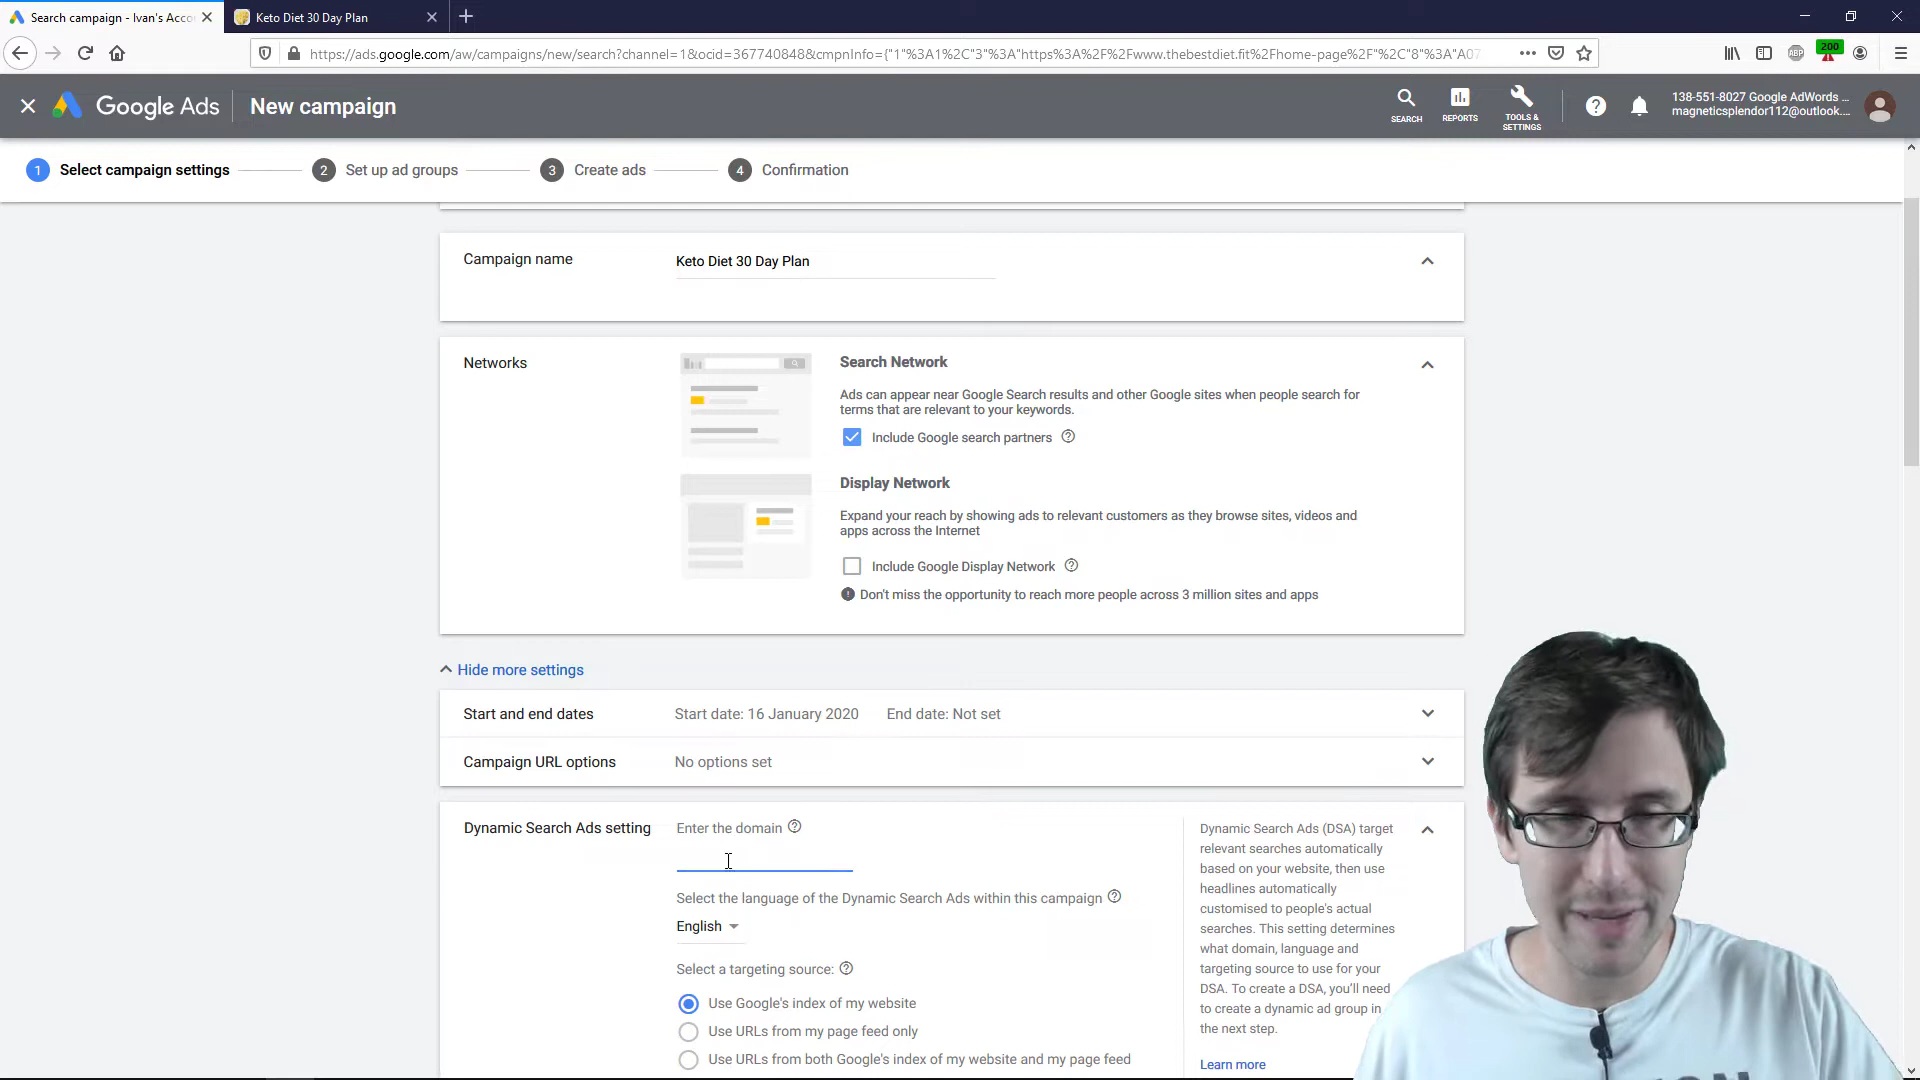 Search campaign - Ivan's Acco
Keto Diet 30 Day Plan
https://ads.google.com/aw/campaigns/new/search?channel=1&ocid=367740848&cmpnInfo={"1"%3A1%2C"3"%3A"https%3A%2F%2Fwww.thebestdiet.fit%2Fhome-page%2F"%2C"8"%3A"A07
200
ABP
Google Ads
New campaign
SEARCH
REPORTS
TOOLS & SETTINGS
138-551-8027 Google AdWords ...
magneticsplendor112@outlook....
1 Select campaign settings
2 Set up ad groups
3 Create ads
4 Confirmation
Campaign name
Keto Diet 30 Day Plan
Networks
Search Network
Ads can appear near Google Search results and other Google sites when people search for
terms that are relevant to your keywords.
Include Google search partners
Display Network
Expand your reach by showing ads to relevant customers as they browse sites, videos and
apps across the Internet
Include Google Display Network
Don't miss the opportunity to reach more people across 3 million sites and apps
Hide more settings
Start and end dates
Start date: 16 January 2020
End date: Not set
Campaign URL options
No options set
Dynamic Search Ads setting
Enter the domain
Select the language of the Dynamic Search Ads within this campaign
English
Select a targeting source:
Use Google's index of my website
Use URLs from my page feed only
Use URLs from both Google's index of my website and my page feed
Dynamic Search Ads (DSA) target
relevant searches automatically
based on your website, then use
headlines automatically
customised to people's actual
searches. This setting determines
what domain, language and
targeting source to use for your
DSA. To create a DSA, you'll need
to create a dynamic ad group in
the next step.
Learn more